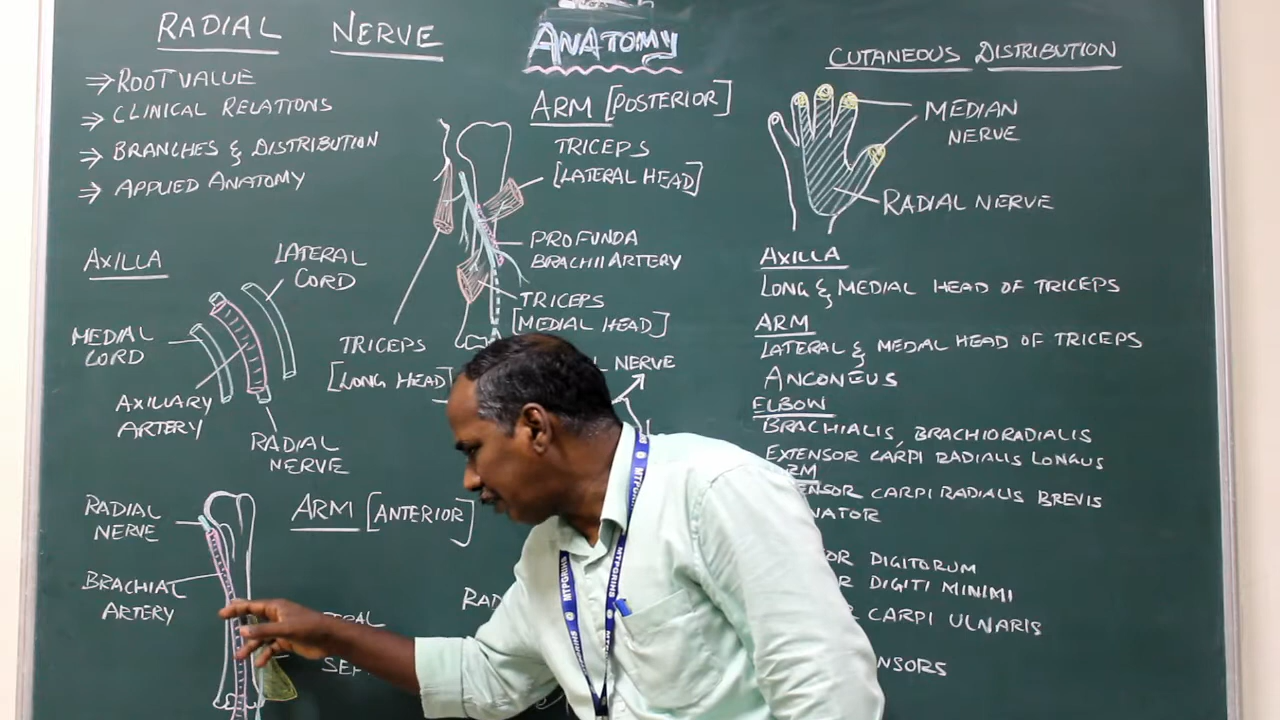 RADIAL NERVE
⇒ ROOT VALUE
⇒ CLINICAL RELATIONS
⇒ BRANCHES & DISTRIBUTION
⇒ APPLIED ANATOMY
ANATOMY
AXILLA
LATERAL
CORD
MEDIAL
CORD
AXILLARY
ARTERY
RADIAL
NERVE
ARM [POSTERIOR]
TRICEPS
[LATERAL HEAD]
PROFUNDA
BRACHII ARTERY
TRICEPS
[MEDIAL HEAD]
TRICEPS
[LONG HEAD]
NERVE
RADIAL
NERVE
ARM [ANTERIOR]
BRACHIAL
ARTERY
CUTANEOUS DISTRIBUTION
MEDIAN
NERVE
RADIAL NERVE
AXILLA
LONG & MEDIAL HEAD OF TRICEPS
ARM
LATERAL & MEDIAL HEAD OF TRICEPS
ANCONEUS
ELBOW
BRACHIALIS, BRACHIORADIALIS
EXTENSOR CARPI RADIALIS LONGUS
CARPI RADIALIS BREVIS
DIGITORUM
DIGITI MINIMI
CARPI ULNARIS
MTPGRIHS
MTPGRIHS